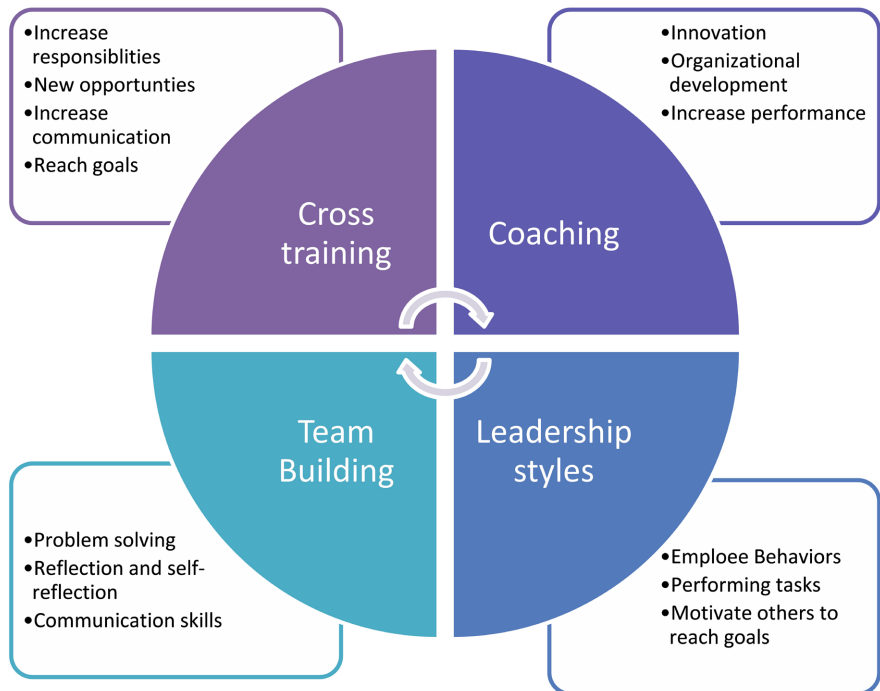 •Increase
responsiblities
•New opportunties
•Increase
communication
•Reach goals
•Innovation
•Organizational
development
•Increase performance
Cross
training
Coaching
Team
Building
Leadership
styles
•Problem solving
•Reflection and self-
reflection
•Communication skills
•Emploee Behaviors
•Performing tasks
•Motivate others to
reach goals